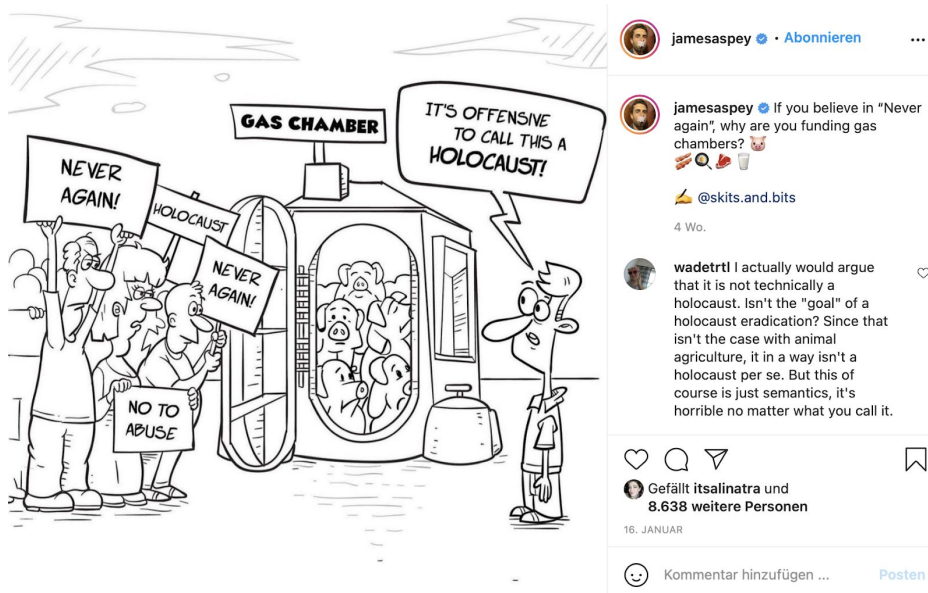 NEVER
AGAIN!
HOLOCAUST
NEVER
AGAIN!
NO TO
ABUSE
GAS CHAMBER
IT'S OFFENSIVE
TO CALL THIS A
HOLOCAUST!
jamesaspey • Abonnieren
jamesaspey If you believe in “Never
again”, why are you funding gas
chambers? 🐷
🥓🍳🥩🥛
✍️ @skits.and.bits
4 Wo.
wadetrtl I actually would argue
that it is not technically a
holocaust. Isn't the "goal" of a
holocaust eradication? Since that
isn't the case with animal
agriculture, it in a way isn't a
holocaust per se. But this of
course is just semantics, it's
horrible no matter what you call it.
Gefällt itsalinatra und
8.638 weitere Personen
16. JANUAR
Kommentar hinzufügen ... Posten